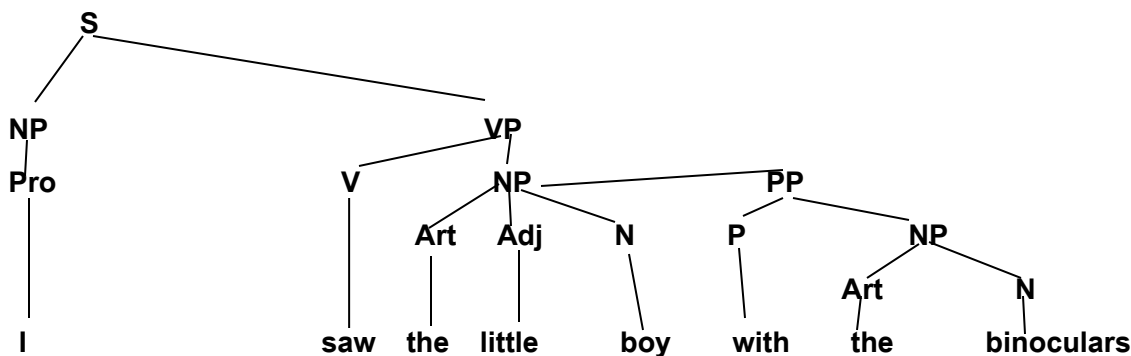 S
NP VP
Pro V NP PP
Art Adj N P NP
Art N
I saw the little boy with the binoculars